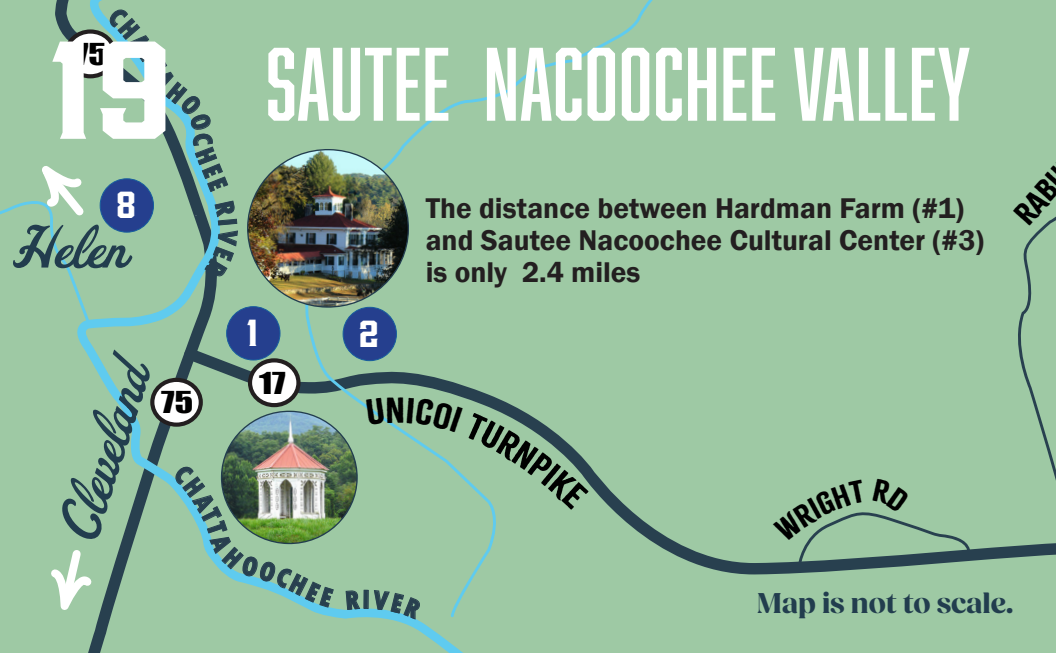 75
CHATTAHOOCHEE RIVER
19
SAUTEE NACOOCHEE VALLEY
8
Helen
The distance between Hardman Farm (#1)
and Sautee Nacoochee Cultural Center (#3)
is only 2.4 miles
1
2
17
75
Cleveland
UNICOI TURNPIKE
CHATTAHOOCHEE RIVER
WRIGHT RD
RABU
Map is not to scale.